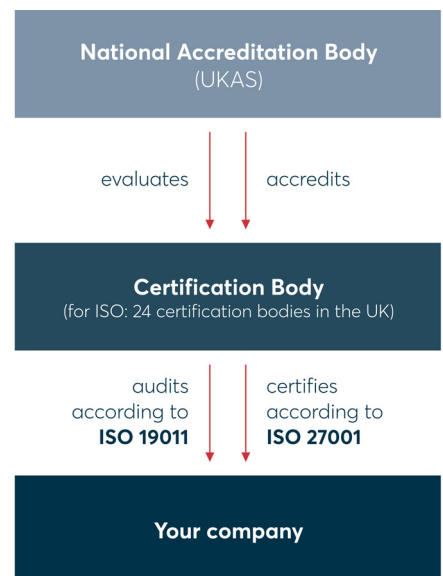 National Accreditation Body
(UKAS)
evaluates
accredits
Certification Body
(for ISO: 24 certification bodies in the UK)
audits
according to
ISO 19011
certifies
according to
ISO 27001
Your company